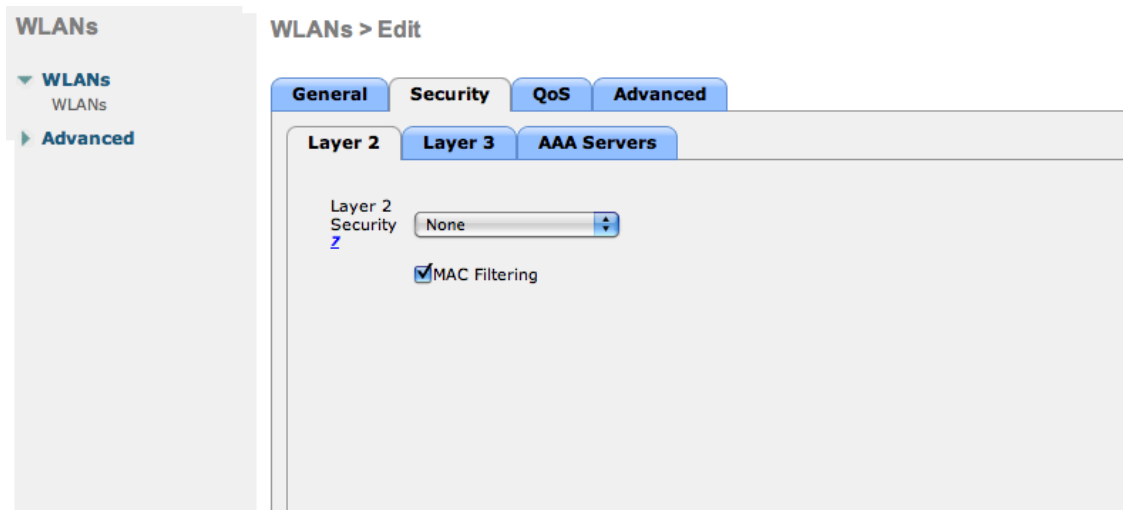 WLANs
WLANs
WLANs
Advanced
WLANs > Edit
General Security QoS Advanced
Layer 2 Layer 3 AAA Servers
Layer 2
Security
7
None
MAC Filtering